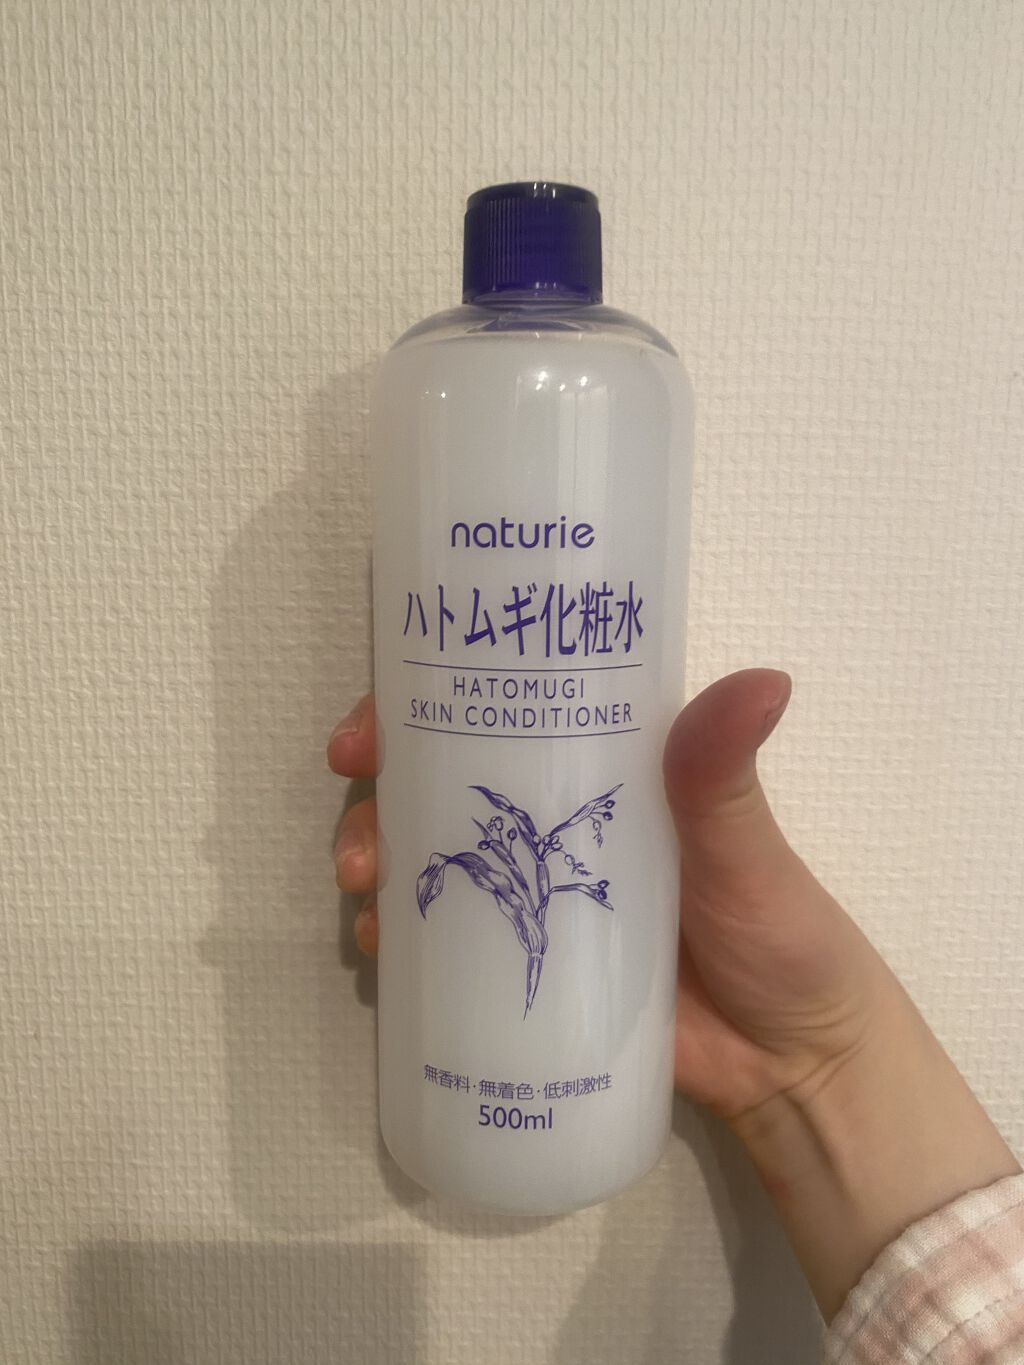 naturie
ハトムギ化粧水
HATOMUGI
SKIN CONDITIONER
無香料·無着色·低刺激性
500ml